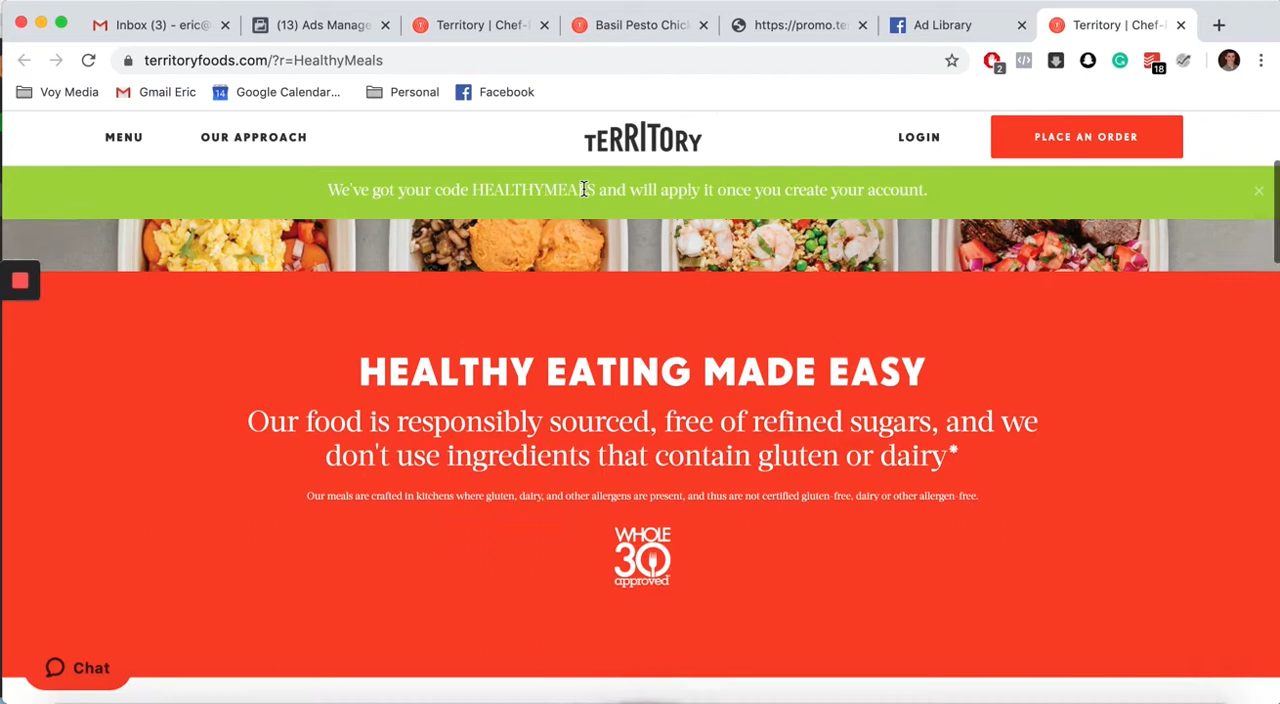 Inbox (3) - eric@
(13) Ads Manage
Territory | Chef-
Basil Pesto Chick
https://promo.te
Ad Library
Territory | Chef-
territoryfoods.com/?r=HealthyMeals
2
18
Voy Media
Gmail Eric
14
Google Calendar...
Personal
Facebook
MENU
OUR APPROACH
TERRITORY
LOGIN
PLACE AN ORDER
We've got your code HEALTHYMEALS and will apply it once you create your account.
HEALTHY EATING MADE EASY
Our food is responsibly sourced, free of refined sugars, and we
don't use ingredients that contain gluten or dairy*
Our meals are crafted in kitchens where gluten, dairy, and other allergens are present, and thus are not certified gluten-free, dairy or other allergen-free.
WHOLE
30
approved
Chat